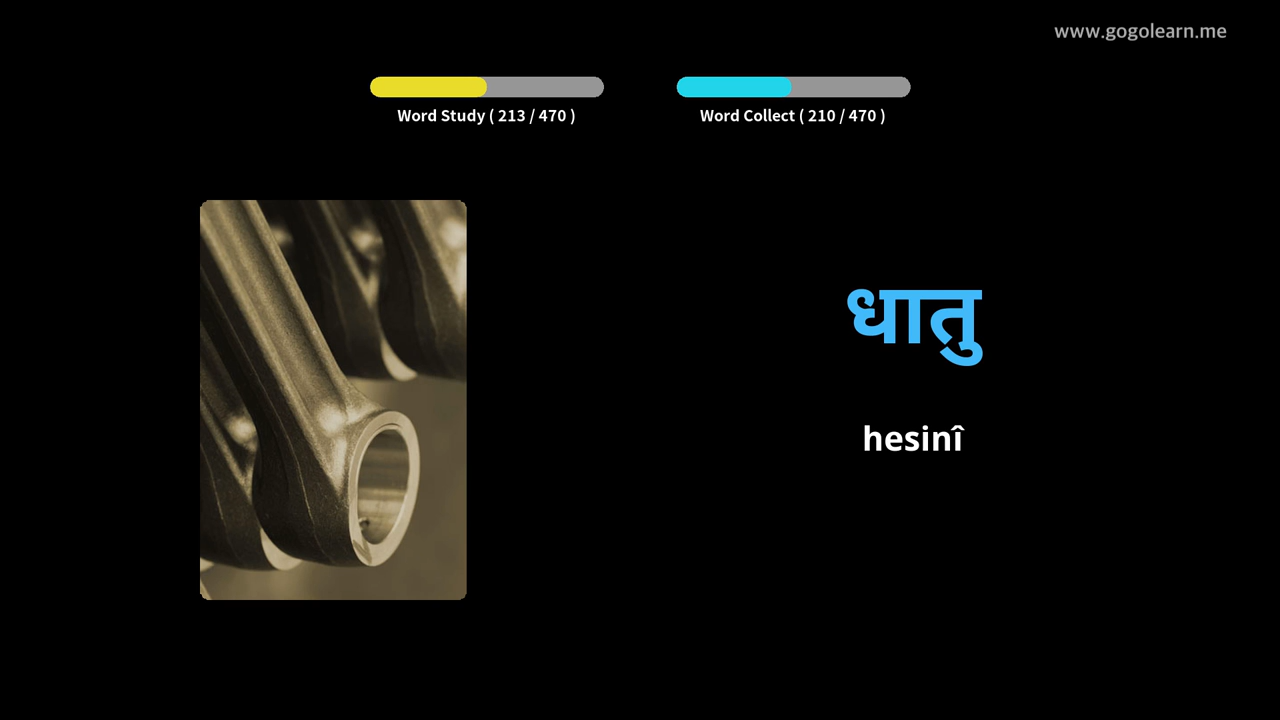 www.gogolearn.me
Word Study ( 213 / 470 )
Word Collect ( 210 / 470 )
धातु
hesinî